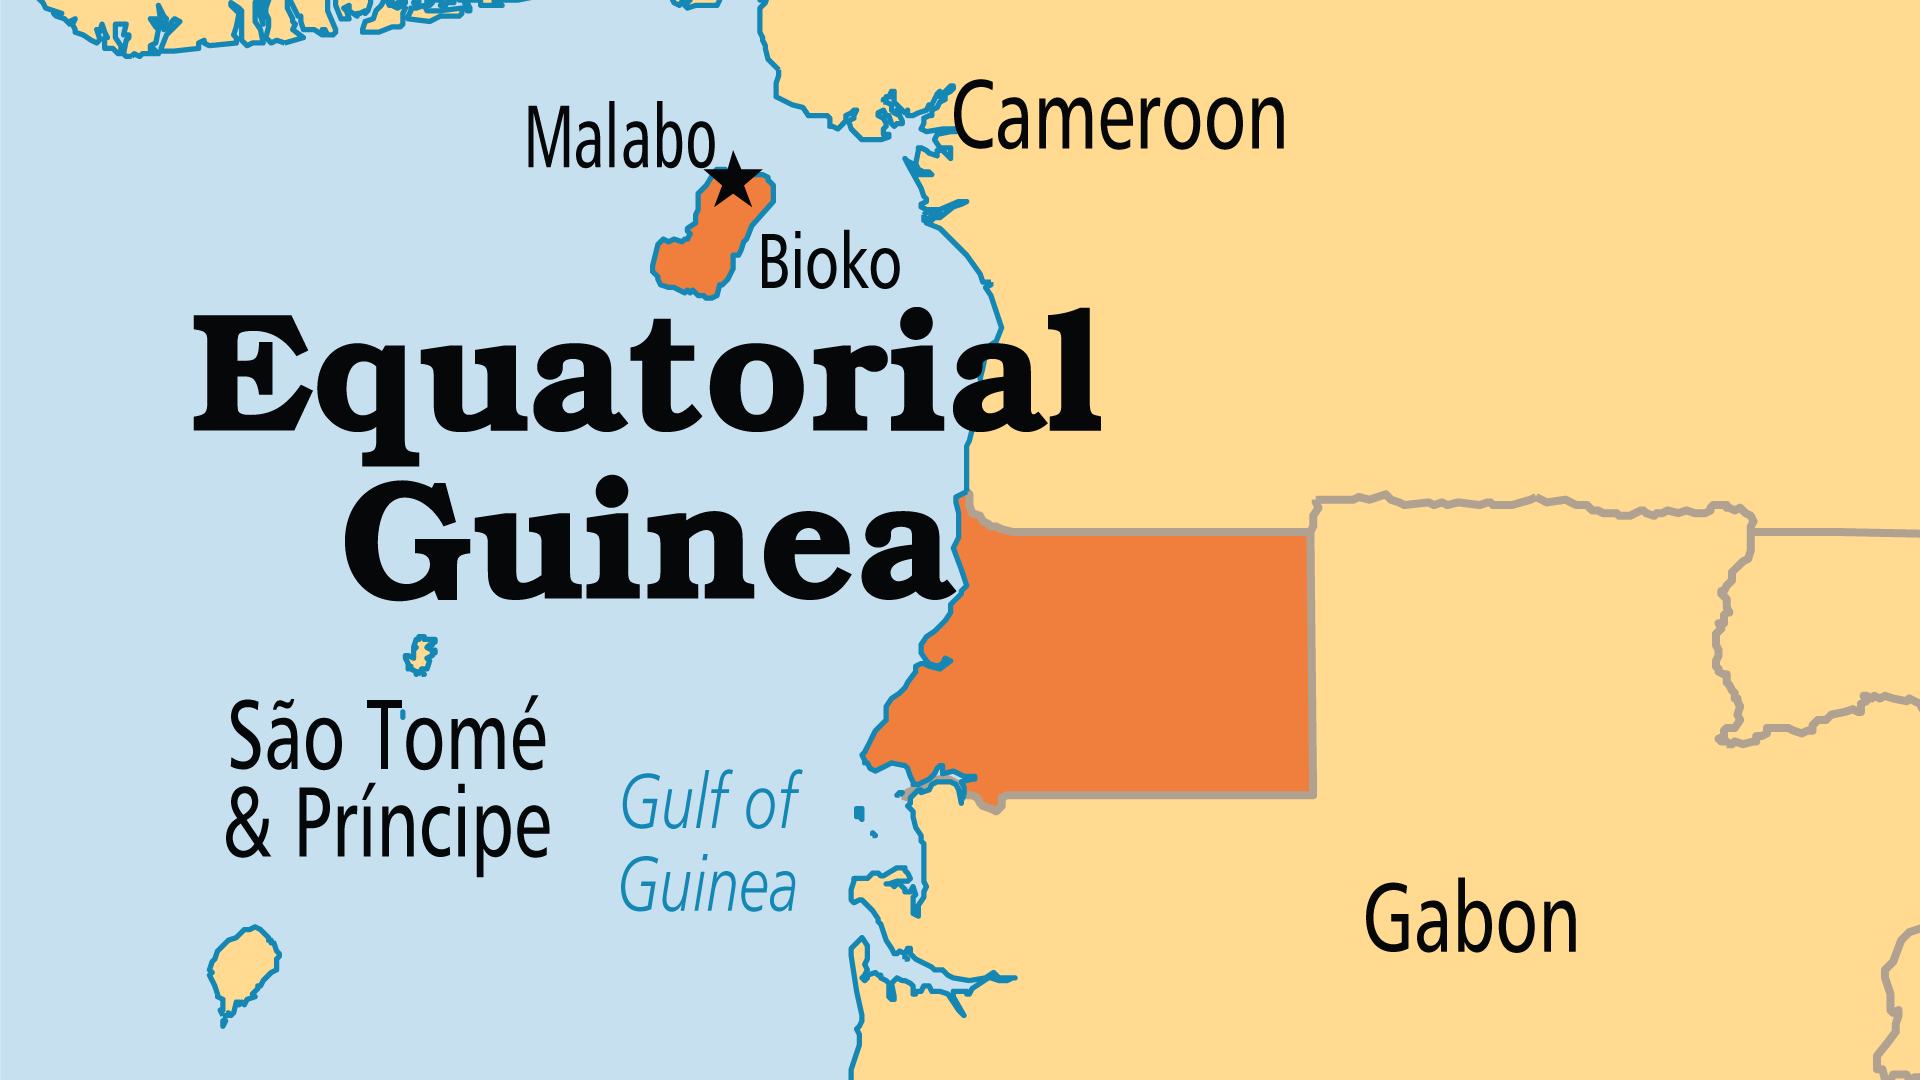 Cameroon
Malabo
Bioko
Equatorial
Guinea
São Tomé
& Príncipe
Gulf of
Guinea
Gabon